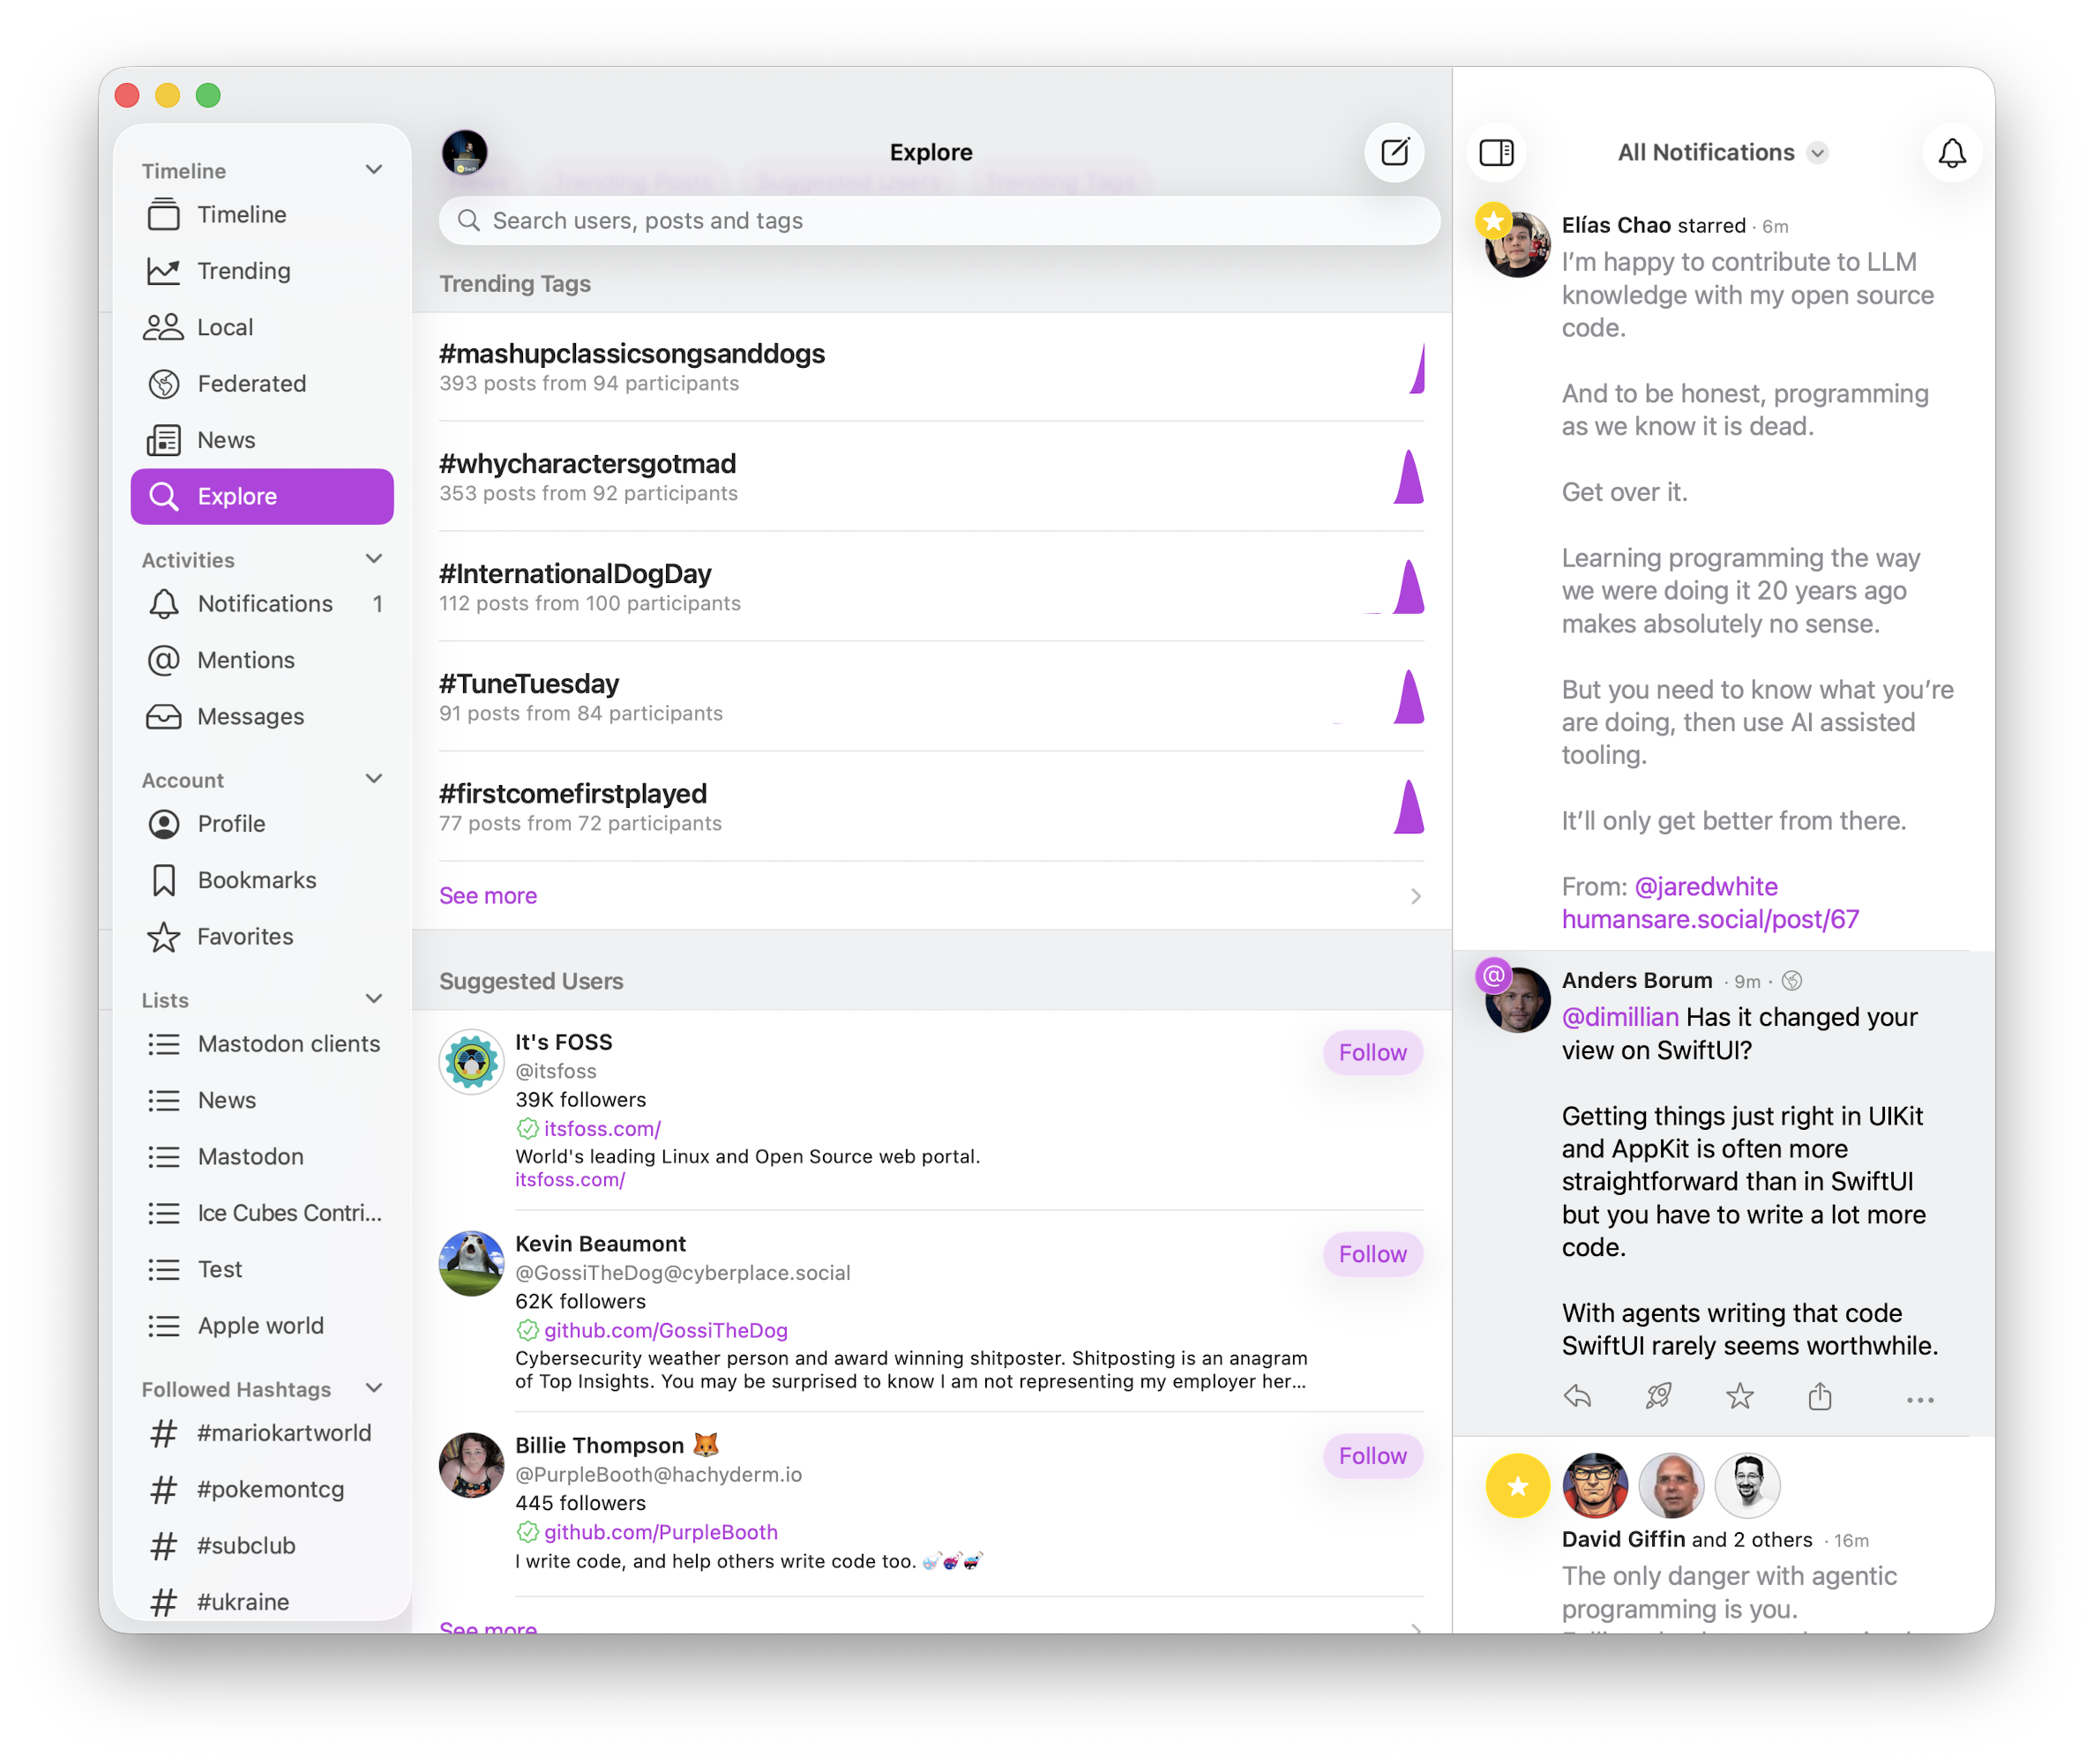 Timeline
Timeline
Trending
Local
Federated
News
Explore
Activities
Notifications 1
Mentions
Messages
Account
Profile
Bookmarks
Favorites
Lists
Mastodon clients
News
Mastodon
Ice Cubes Contri...
Test
Apple world
Followed Hashtags
#mariokartworld
#pokemontcg
#subclub
#ukraine
Explore
News Trending Posts Suggested Users Trending Tags
Search users, posts and tags
Trending Tags
#mashupclassicsongsanddogs
393 posts from 94 participants
#whycharactersgotmad
353 posts from 92 participants
#InternationalDogDay
112 posts from 100 participants
#TuneTuesday
91 posts from 84 participants
#firstcomefirstplayed
77 posts from 72 participants
See more
Suggested Users
It's FOSS
Follow
@itsfoss
39K followers
itsfoss.com/
World's leading Linux and Open Source web portal.
itsfoss.com/
Kevin Beaumont
Follow
@GossiTheDog@cyberplace.social
62K followers
github.com/GossiTheDog
Cybersecurity weather person and award winning shitposter. Shitposting is an anagram
of Top Insights. You may be surprised to know I am not representing my employer her...
Billie Thompson 🦊
Follow
@PurpleBooth@hachyderm.io
445 followers
github.com/PurpleBooth
I write code, and help others write code too.
See more
All Notifications
Elías Chao starred · 6m
I'm happy to contribute to LLM
knowledge with my open source
code.
And to be honest, programming
as we know it is dead.
Get over it.
Learning programming the way
we were doing it 20 years ago
makes absolutely no sense.
But you need to know what you're
are doing, then use AI assisted
tooling.
It'll only get better from there.
From: @jaredwhite
humansare.social/post/67
Anders Borum · 9m ·
@dimillian Has it changed your
view on SwiftUI?
Getting things just right in UIKit
and AppKit is often more
straightforward than in SwiftUI
but you have to write a lot more
code.
With agents writing that code
SwiftUI rarely seems worthwhile.
David Giffin and 2 others · 16m
The only danger with agentic
programming is you.